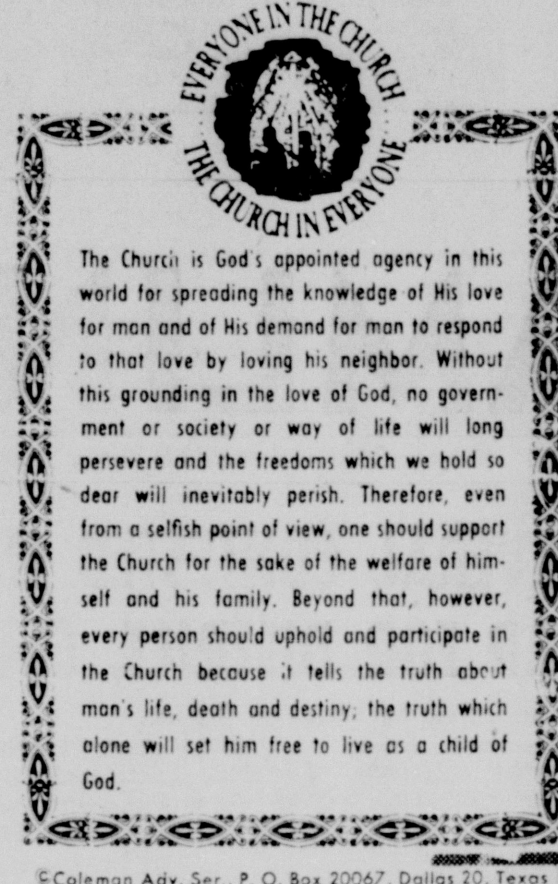 EVERYONE IN THE CHURCH
THE CHURCH IN EVERYONE
The Church is God's appointed agency in this
world for spreading the knowledge of His love
for man and of His demand for man to respond
to that love by loving his neighbor. Without
this grounding in the love of God, no govern-
ment or society or way of life will long
persevere and the freedoms which we hold so
dear will inevitably perish. Therefore, even
from a selfish point of view, one should support
the Church for the sake of the welfare of him-
self and his family. Beyond that, however,
every person should uphold and participate in
the Church because it tells the truth about
man's life, death and destiny; the truth which
alone will set him free to live as a child of
God.
©Coleman Adv. Ser., P. O. Box 20067, Dallas 20, Texas